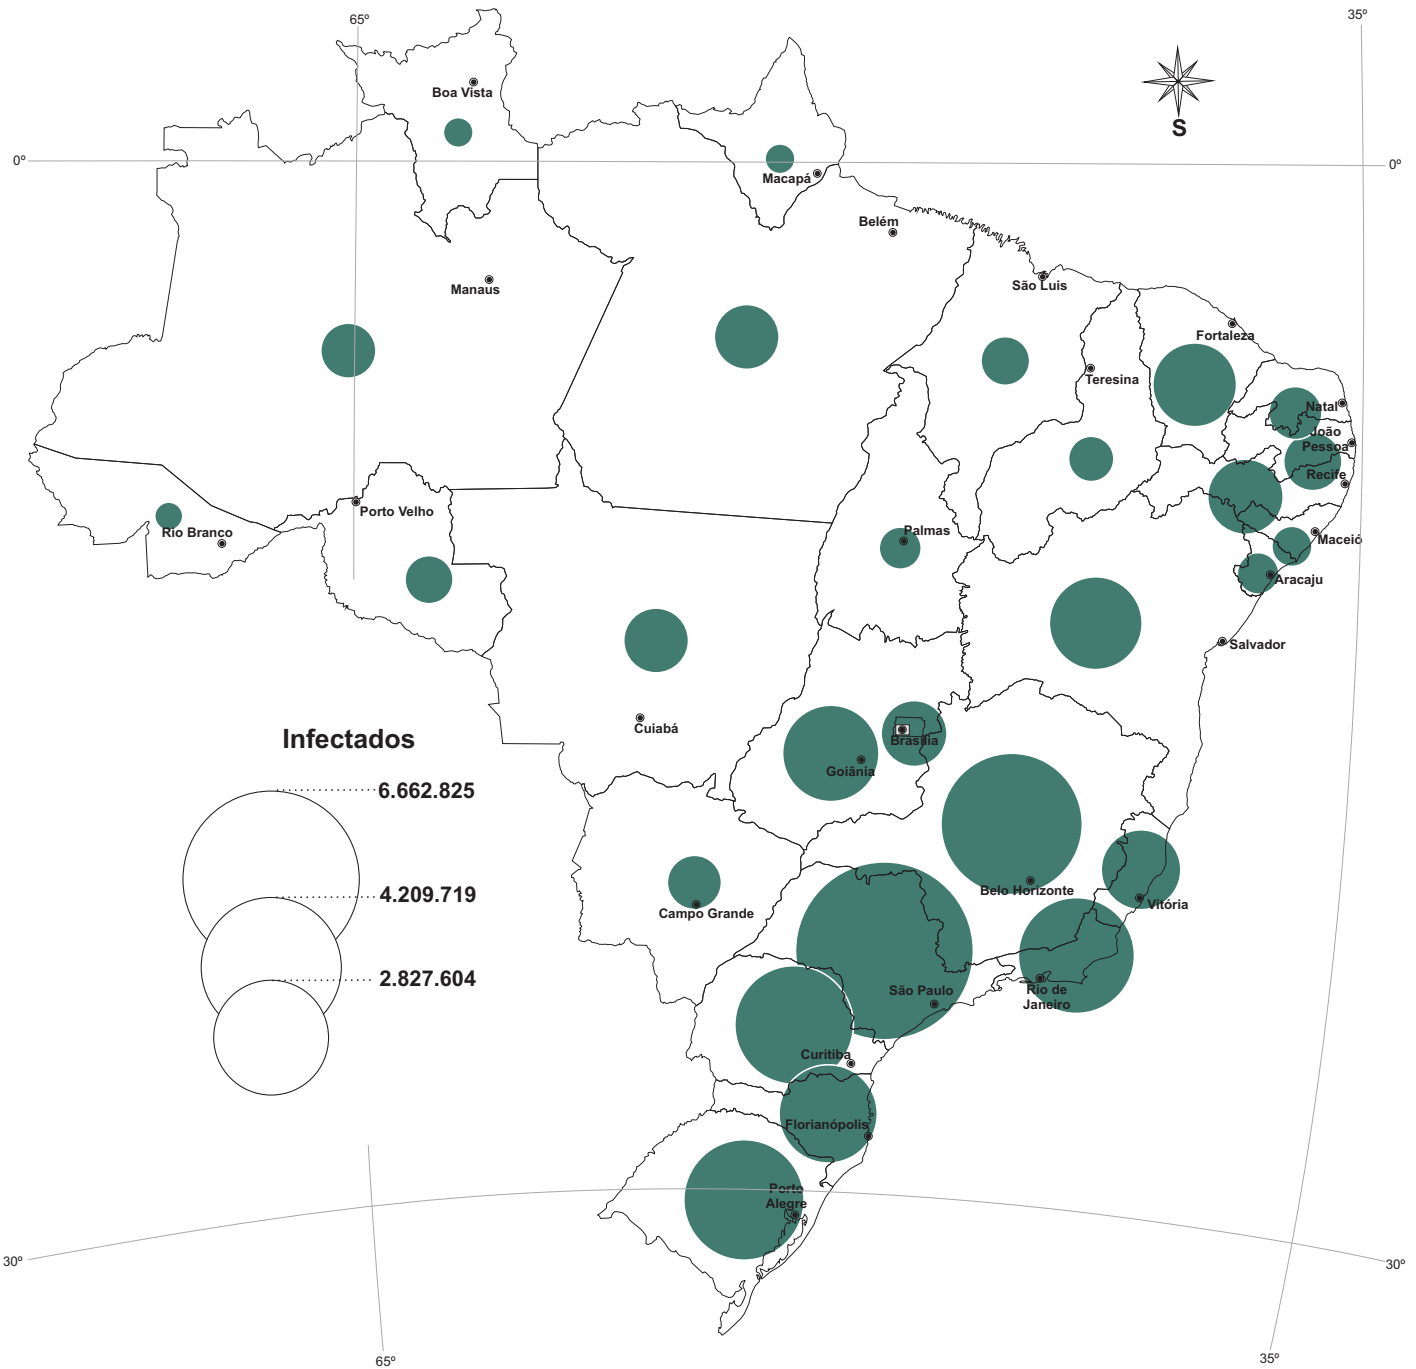 65º
35º
Boa Vista
S
0º
0º
Macapá
Belém
Manaus
São Luis
Fortaleza
Teresina
Natal
João
Pessoa
Recife
Porto Velho
Rio Branco
Palmas
Maceió
Aracaju
Salvador
Cuiabá
Brasília
Goiânia
Infectados
6.662.825
4.209.719
2.827.604
Belo Horizonte
Vitória
Campo Grande
São Paulo
Rio de
Janeiro
Curitiba
Florianópolis
Porto
Alegre
30º
30º
65º
35º